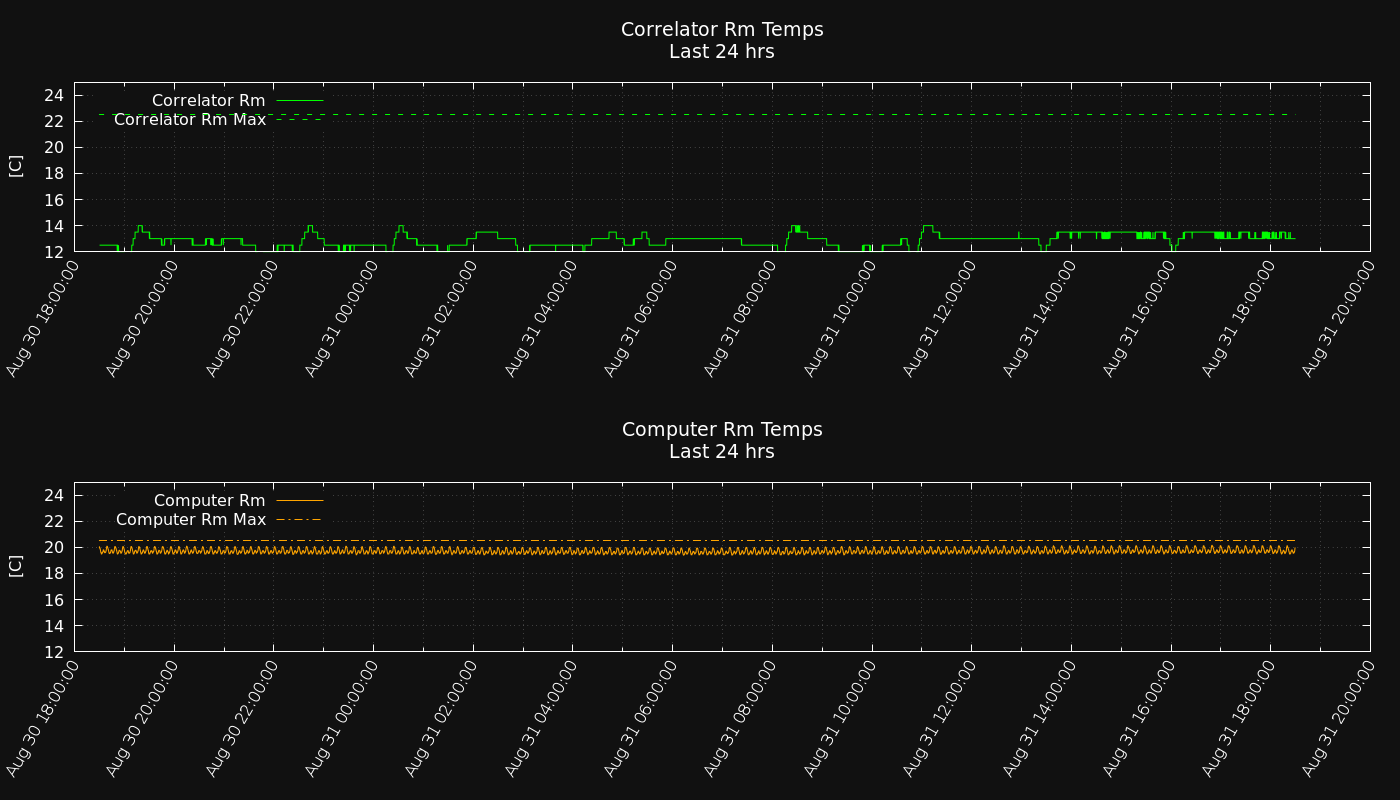 Correlator Rm Temps
Last 24 hrs
Correlator Rm
Correlator Rm Max
[C]
24
22
20
18
16
14
12
Aug 30 18:00:00
Aug 30 20:00:00
Aug 30 22:00:00
Aug 31 00:00:00
Aug 31 02:00:00
Aug 31 04:00:00
Aug 31 06:00:00
Aug 31 08:00:00
Aug 31 10:00:00
Aug 31 12:00:00
Aug 31 14:00:00
Aug 31 16:00:00
Aug 31 18:00:00
Aug 31 20:00:00
Computer Rm Temps
Last 24 hrs
Computer Rm
Computer Rm Max
[C]
24
22
20
18
16
14
12
Aug 30 18:00:00
Aug 30 20:00:00
Aug 30 22:00:00
Aug 31 00:00:00
Aug 31 02:00:00
Aug 31 04:00:00
Aug 31 06:00:00
Aug 31 08:00:00
Aug 31 10:00:00
Aug 31 12:00:00
Aug 31 14:00:00
Aug 31 16:00:00
Aug 31 18:00:00
Aug 31 20:00:00